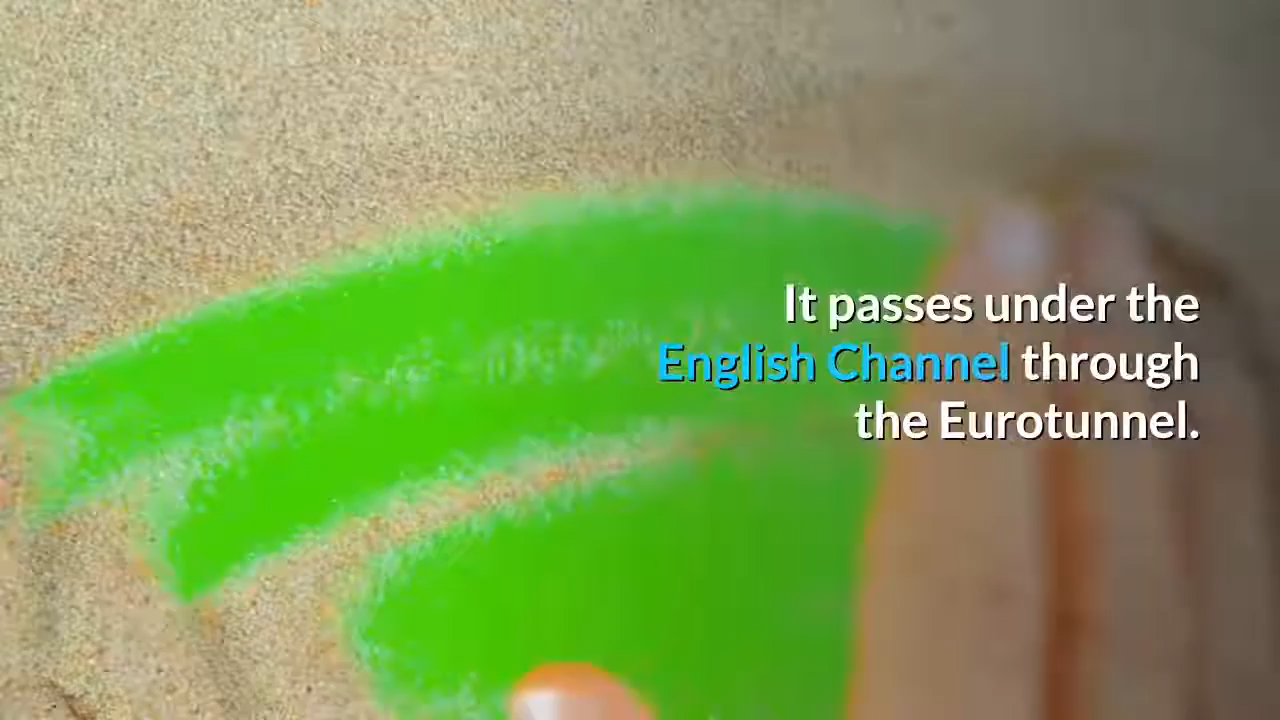 It passes under the
English Channel through
the Eurotunnel.